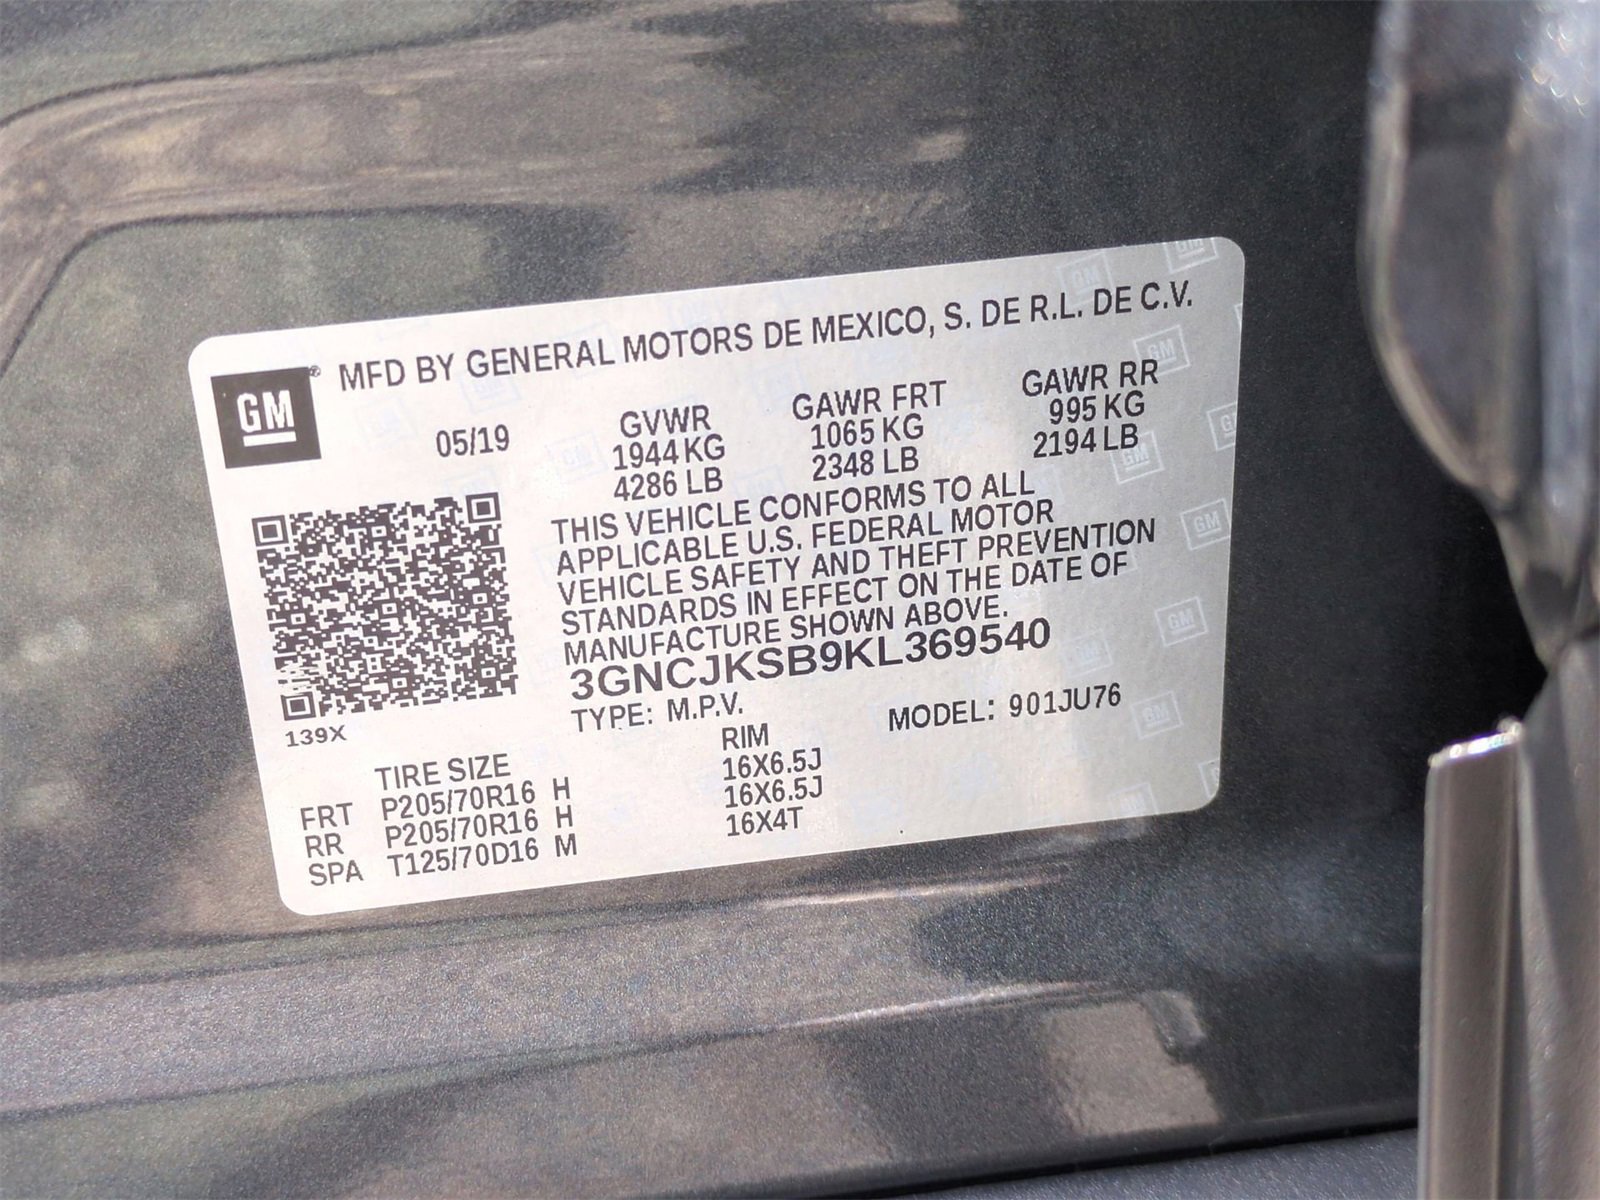 GM® MFD BY GENERAL MOTORS DE MEXICO, S. DE R.L. DE C.V.
05/19 GVWR GAWR FRT GAWR RR
1944 KG 1065 KG 995 KG
4286 LB 2348 LB 2194 LB
THIS VEHICLE CONFORMS TO ALL
APPLICABLE U.S. FEDERAL MOTOR
VEHICLE SAFETY AND THEFT PREVENTION
STANDARDS IN EFFECT ON THE DATE OF
MANUFACTURE SHOWN ABOVE.
3GNCJKSB9KL369540
139X
TYPE: M.P.V. MODEL: 901JU76
TIRE SIZE RIM
FRT P205/70R16 H 16X6.5J
RR P205/70R16 H 16X6.5J
SPA T125/70D16 M 16X4T